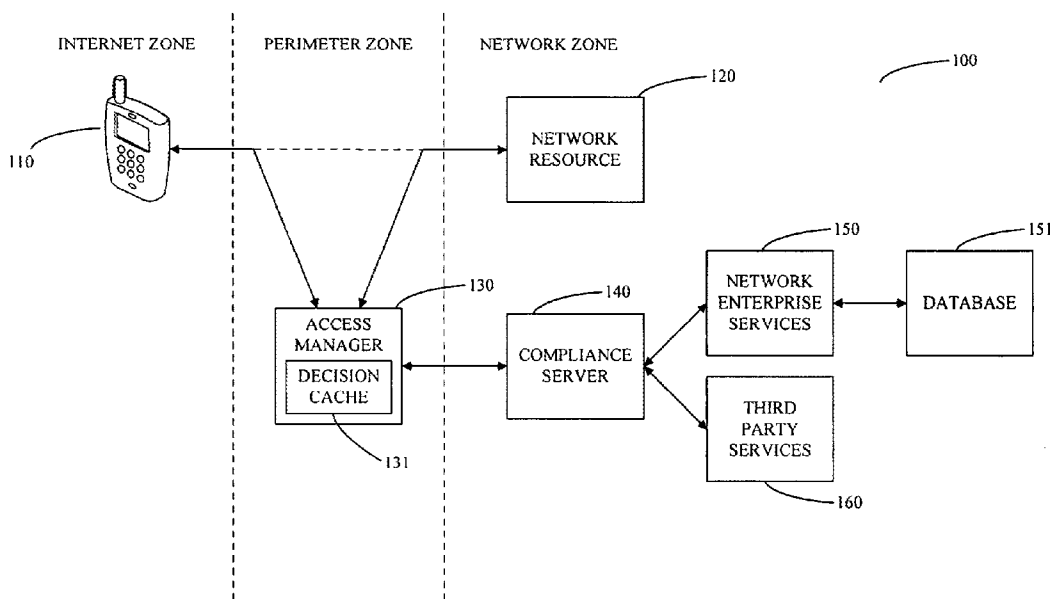 INTERNET ZONE
PERIMETER ZONE
NETWORK ZONE
100
110
120
NETWORK
RESOURCE
130
ACCESS
MANAGER
DECISION
CACHE
131
140
COMPLIANCE
SERVER
150
NETWORK
ENTERPRISE
SERVICES
151
DATABASE
THIRD
PARTY
SERVICES
160